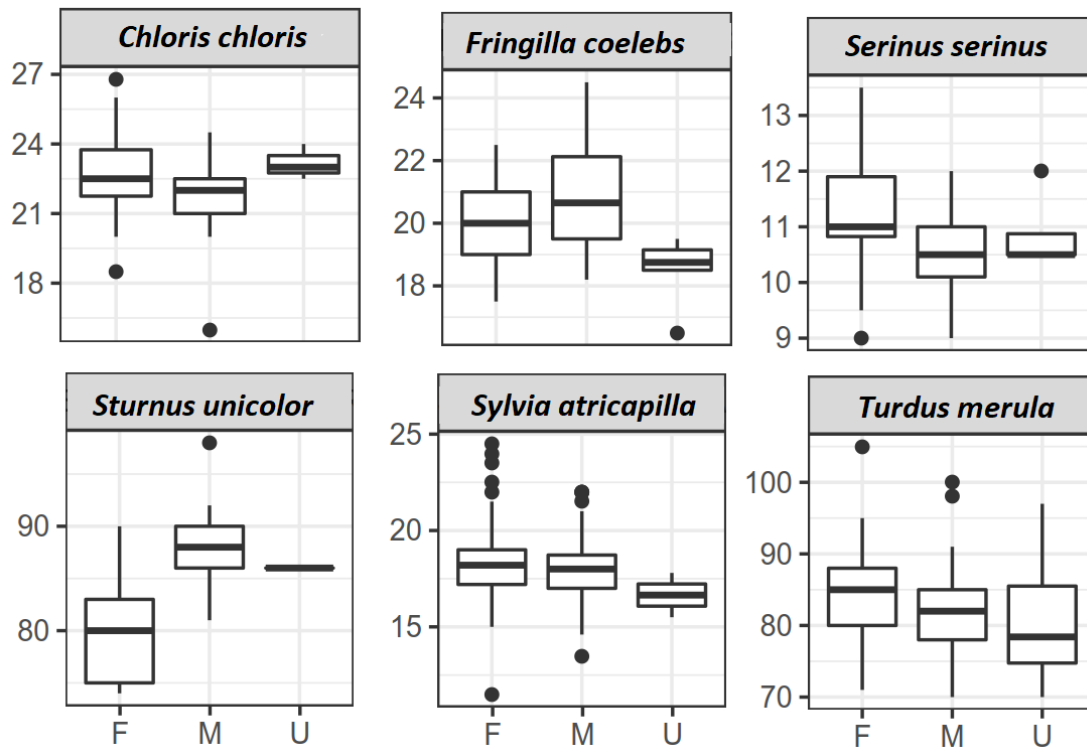 Chloris chloris
27
24
21
18
Fringilla coelebs
24
22
20
18
Serinus serinus
13
12
11
10
9
Sturnus unicolor
90
80
F M U
Sylvia atricapilla
25
20
15
F M U
Turdus merula
100
90
80
70
F M U